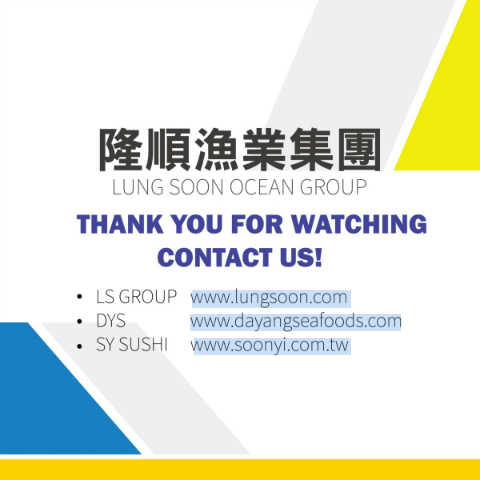 隆順漁業集團
LUNG SOON OCEAN GROUP
THANK YOU FOR WATCHING
CONTACT US!
• LS GROUP www.lungsoon.com
• DYS www.dayangseafoods.com
• SY SUSHI www.soonyi.com.tw